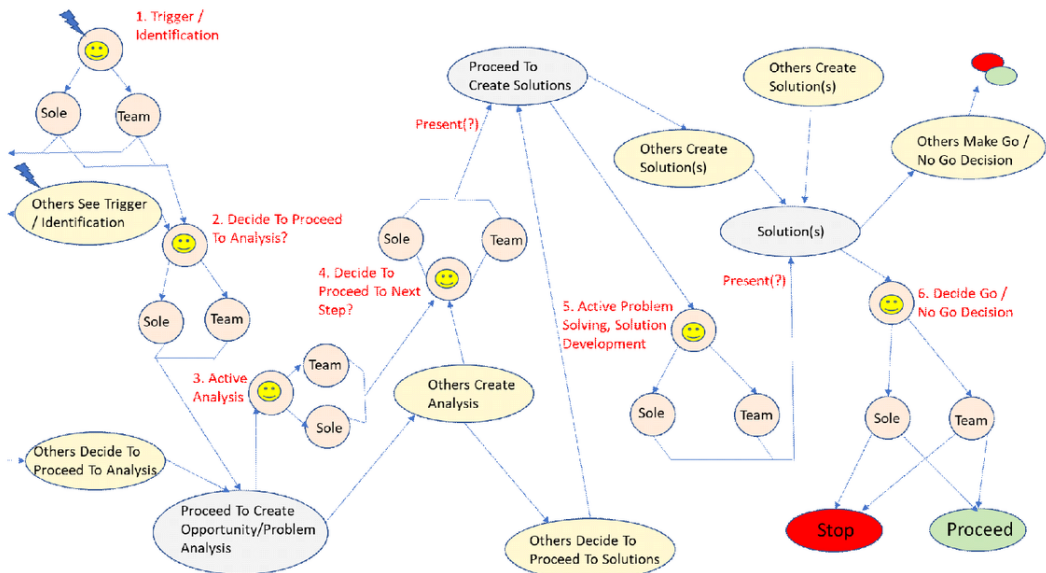 1. Trigger /
Identification
Sole
Team
Others See Trigger
/ Identification
2. Decide To Proceed
To Analysis?
Sole
Team
3. Active
Analysis
Team
Sole
Others Decide To
Proceed To Analysis
Proceed To Create
Opportunity/Problem
Analysis
4. Decide To
Proceed To Next
Step?
Sole
Team
Present(?)
Others Create
Analysis
Others Decide To
Proceed To Solutions
Proceed To
Create Solutions
Others Create
Solution(s)
5. Active Problem
Solving, Solution
Development
Sole
Team
Present(?)
Others Create
Solution(s)
Solution(s)
Others Make Go /
No Go Decision
6. Decide Go /
No Go Decision
Sole
Team
Stop
Proceed